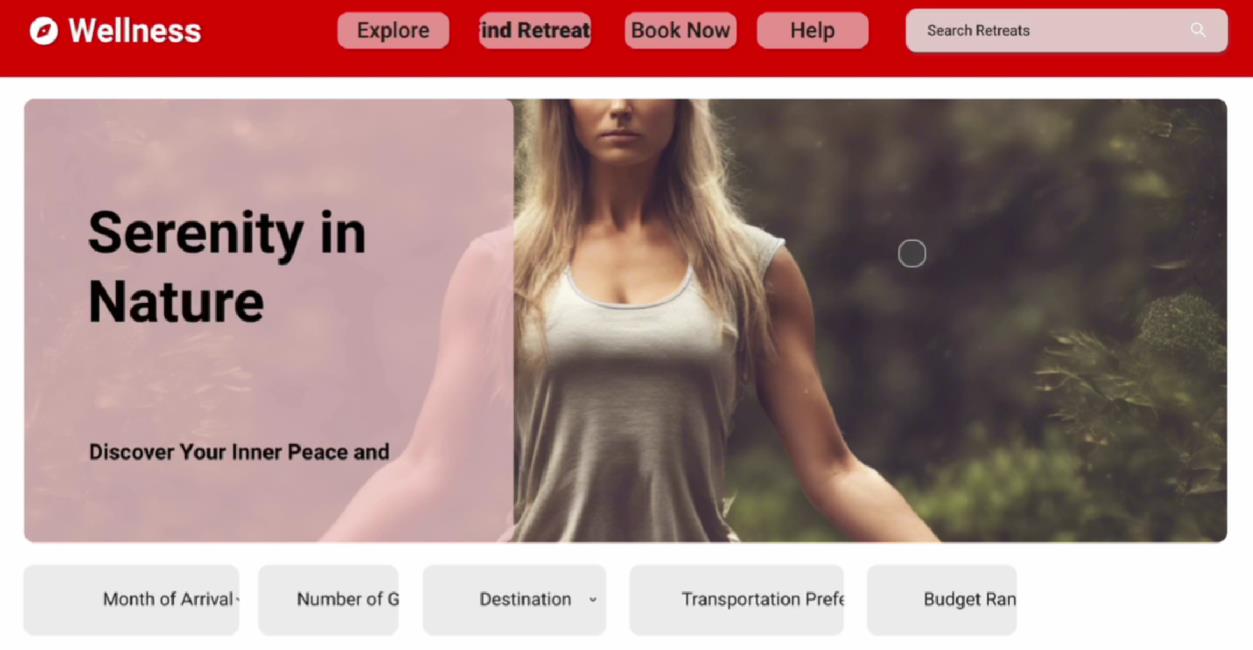 Wellness
Explore
ind Retreat
Book Now
Help
Search Retreats
Serenity in
Nature
Discover Your Inner Peace and
Month of Arrival
Number of G
Destination
Transportation Prefe
Budget Ran